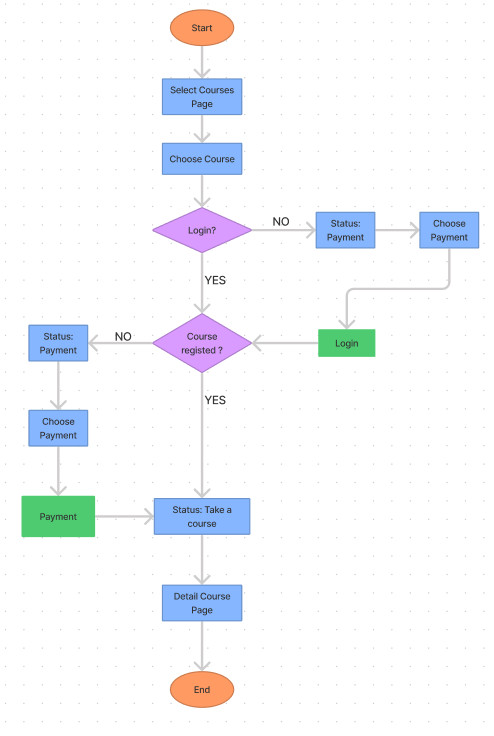 Start
Select Courses
Page
Choose Course
Login?
NO
Status:
Payment
Choose
Payment
YES
Login
Course
registed ?
NO
Status:
Payment
Choose
Payment
Payment
YES
Status: Take a
course
Detail Course
Page
End